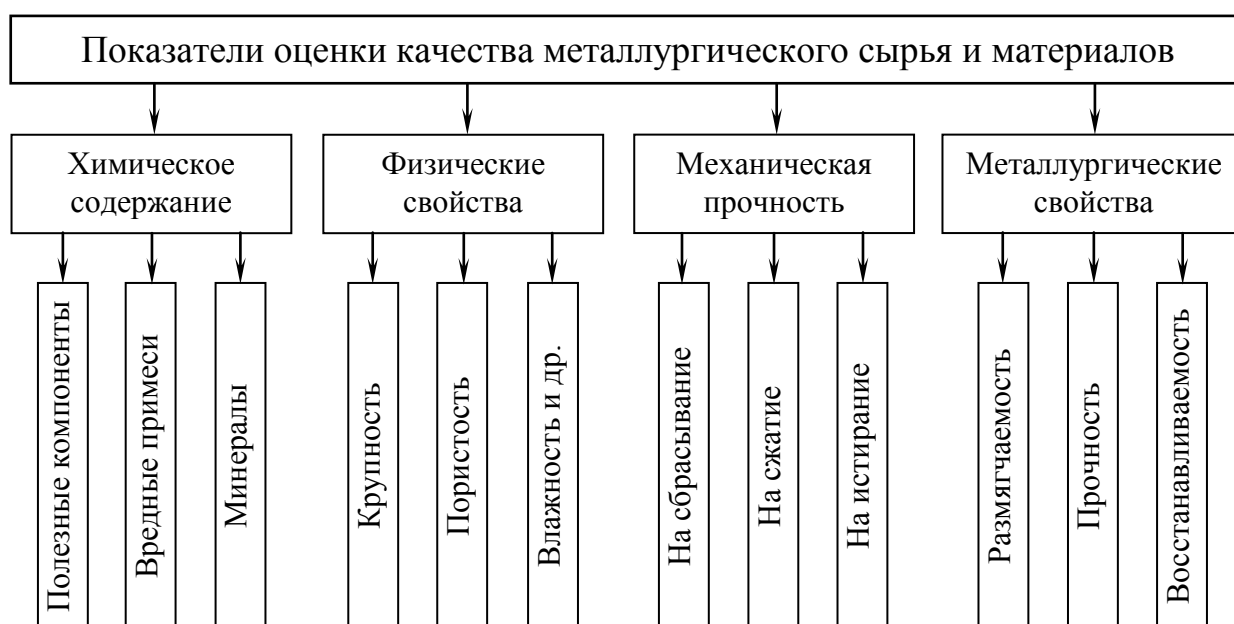 Показатели оценки качества металлургического сырья и материалов
Химическое
содержание
Физические
свойства
Механическая
прочность
Металлургические
свойства
Полезные компоненты
Вредные примеси
Минералы
Крупность
Пористость
Влажность и др.
На сбрасывание
На сжатие
На истирание
Размягчаемость
Прочность
Восстанавливаемость